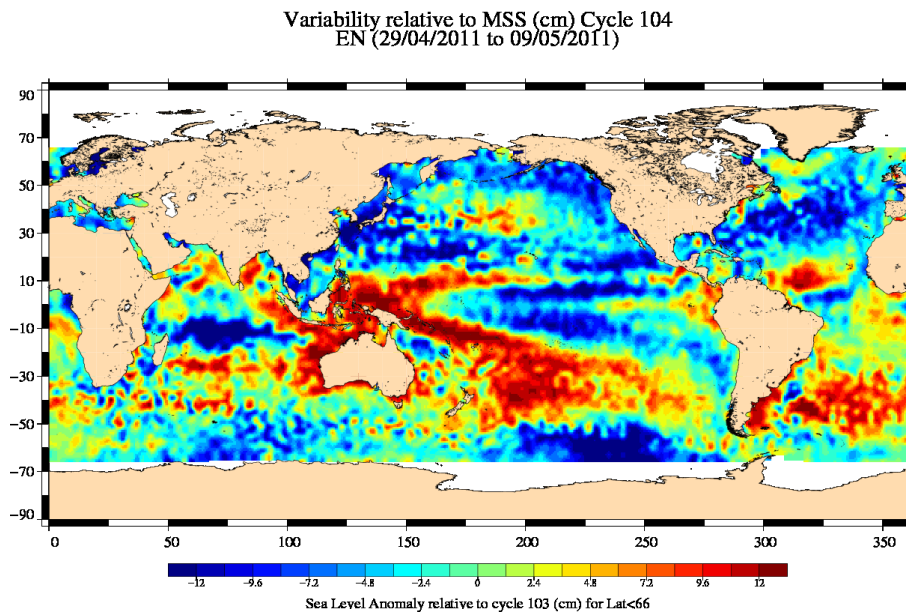 Variability relative to MSS (cm) Cycle 104
EN (29/04/2011 to 09/05/2011)
90
70
50
30
10
−10
−30
−50
−70
−90
0 50 100 150 200 250 300 350
−12 −9.6 −7.2 −4.8 −2.4 0 2.4 4.8 7.2 9.6 12
Sea Level Anomaly relative to cycle 103 (cm) for Lat<66